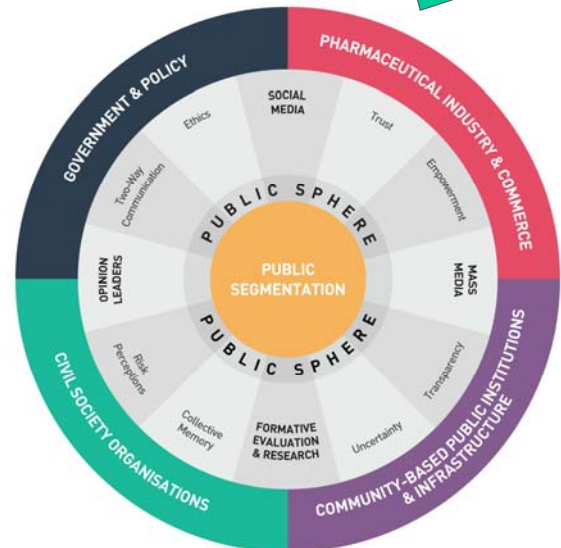 GOVERNMENT & POLICY
PHARMACEUTICAL INDUSTRY & COMMERCE
COMMUNITY-BASED PUBLIC INSTITUTIONS
& INFRASTRUCTURE
CIVIL SOCIETY ORGANISATIONS
SOCIAL
MEDIA
Trust
Empowerment
MASS
MEDIA
Transparency
Uncertainty
FORMATIVE
EVALUATION
& RESEARCH
Collective
Memory
Risk
Perceptions
OPINION
LEADERS
Two-Way
Communication
Ethics
PUBLIC SPHERE
PUBLIC
SEGMENTATION
PUBLIC SPHERE